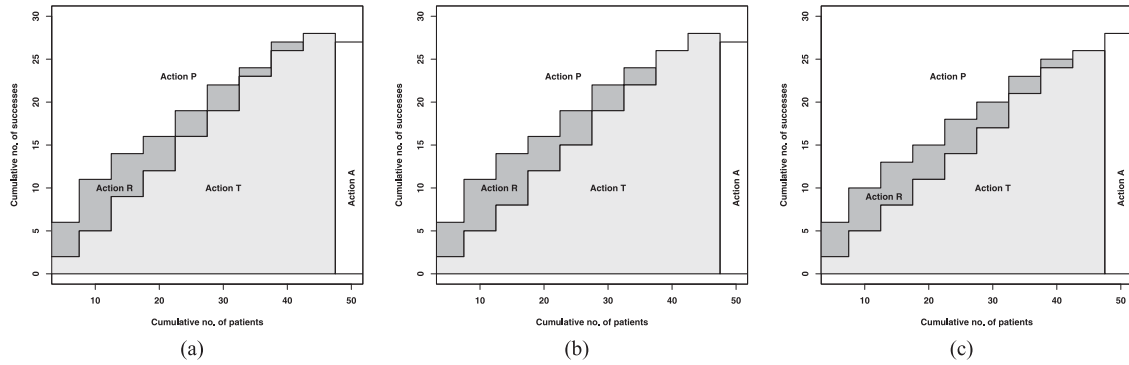 30
25
20
15
10
5
0
Cumulative no. of successes
Action P
Action R
Action T
Action A
10 20 30 40 50
Cumulative no. of patients
(a)
30
25
20
15
10
5
0
Cumulative no. of successes
Action P
Action R
Action T
Action A
10 20 30 40 50
Cumulative no. of patients
(b)
30
25
20
15
10
5
0
Cumulative no. of successes
Action P
Action R
Action T
Action A
10 20 30 40 50
Cumulative no. of patients
(c)